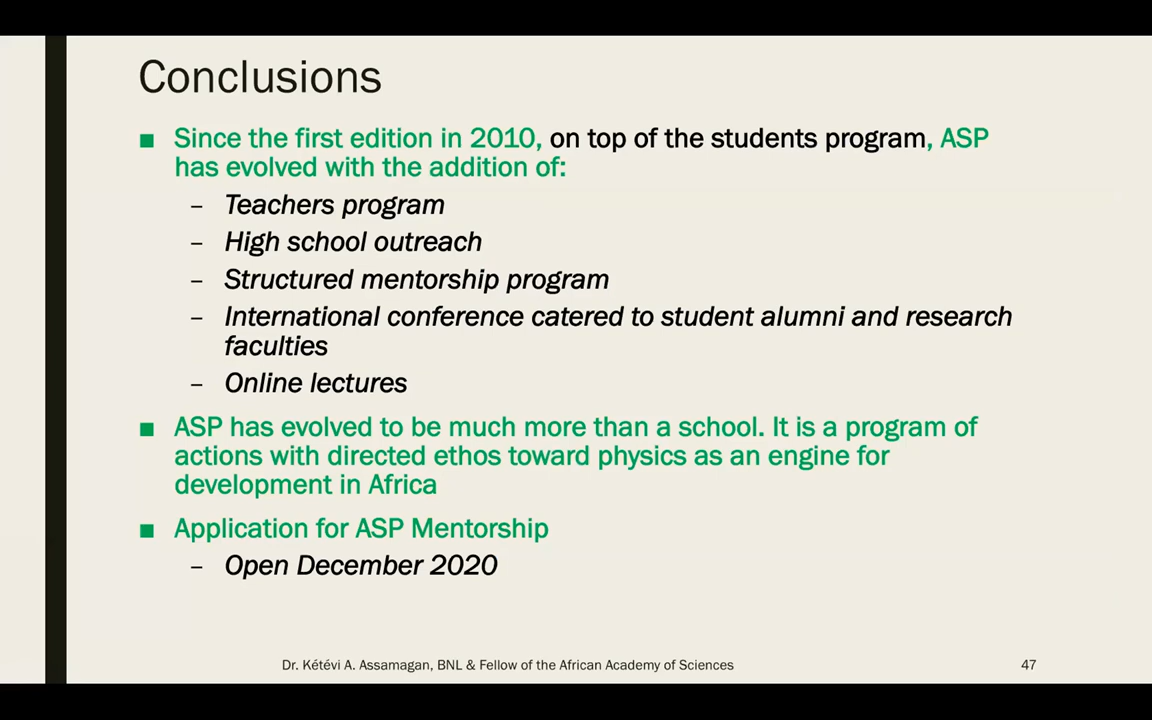 Conclusions
■ Since the first edition in 2010, on top of the students program, ASP
has evolved with the addition of:
– Teachers program
– High school outreach
– Structured mentorship program
– International conference catered to student alumni and research
faculties
– Online lectures
■ ASP has evolved to be much more than a school. It is a program of
actions with directed ethos toward physics as an engine for
development in Africa
■ Application for ASP Mentorship
– Open December 2020
Dr. Kétévi A. Assamagan, BNL & Fellow of the African Academy of Sciences 47